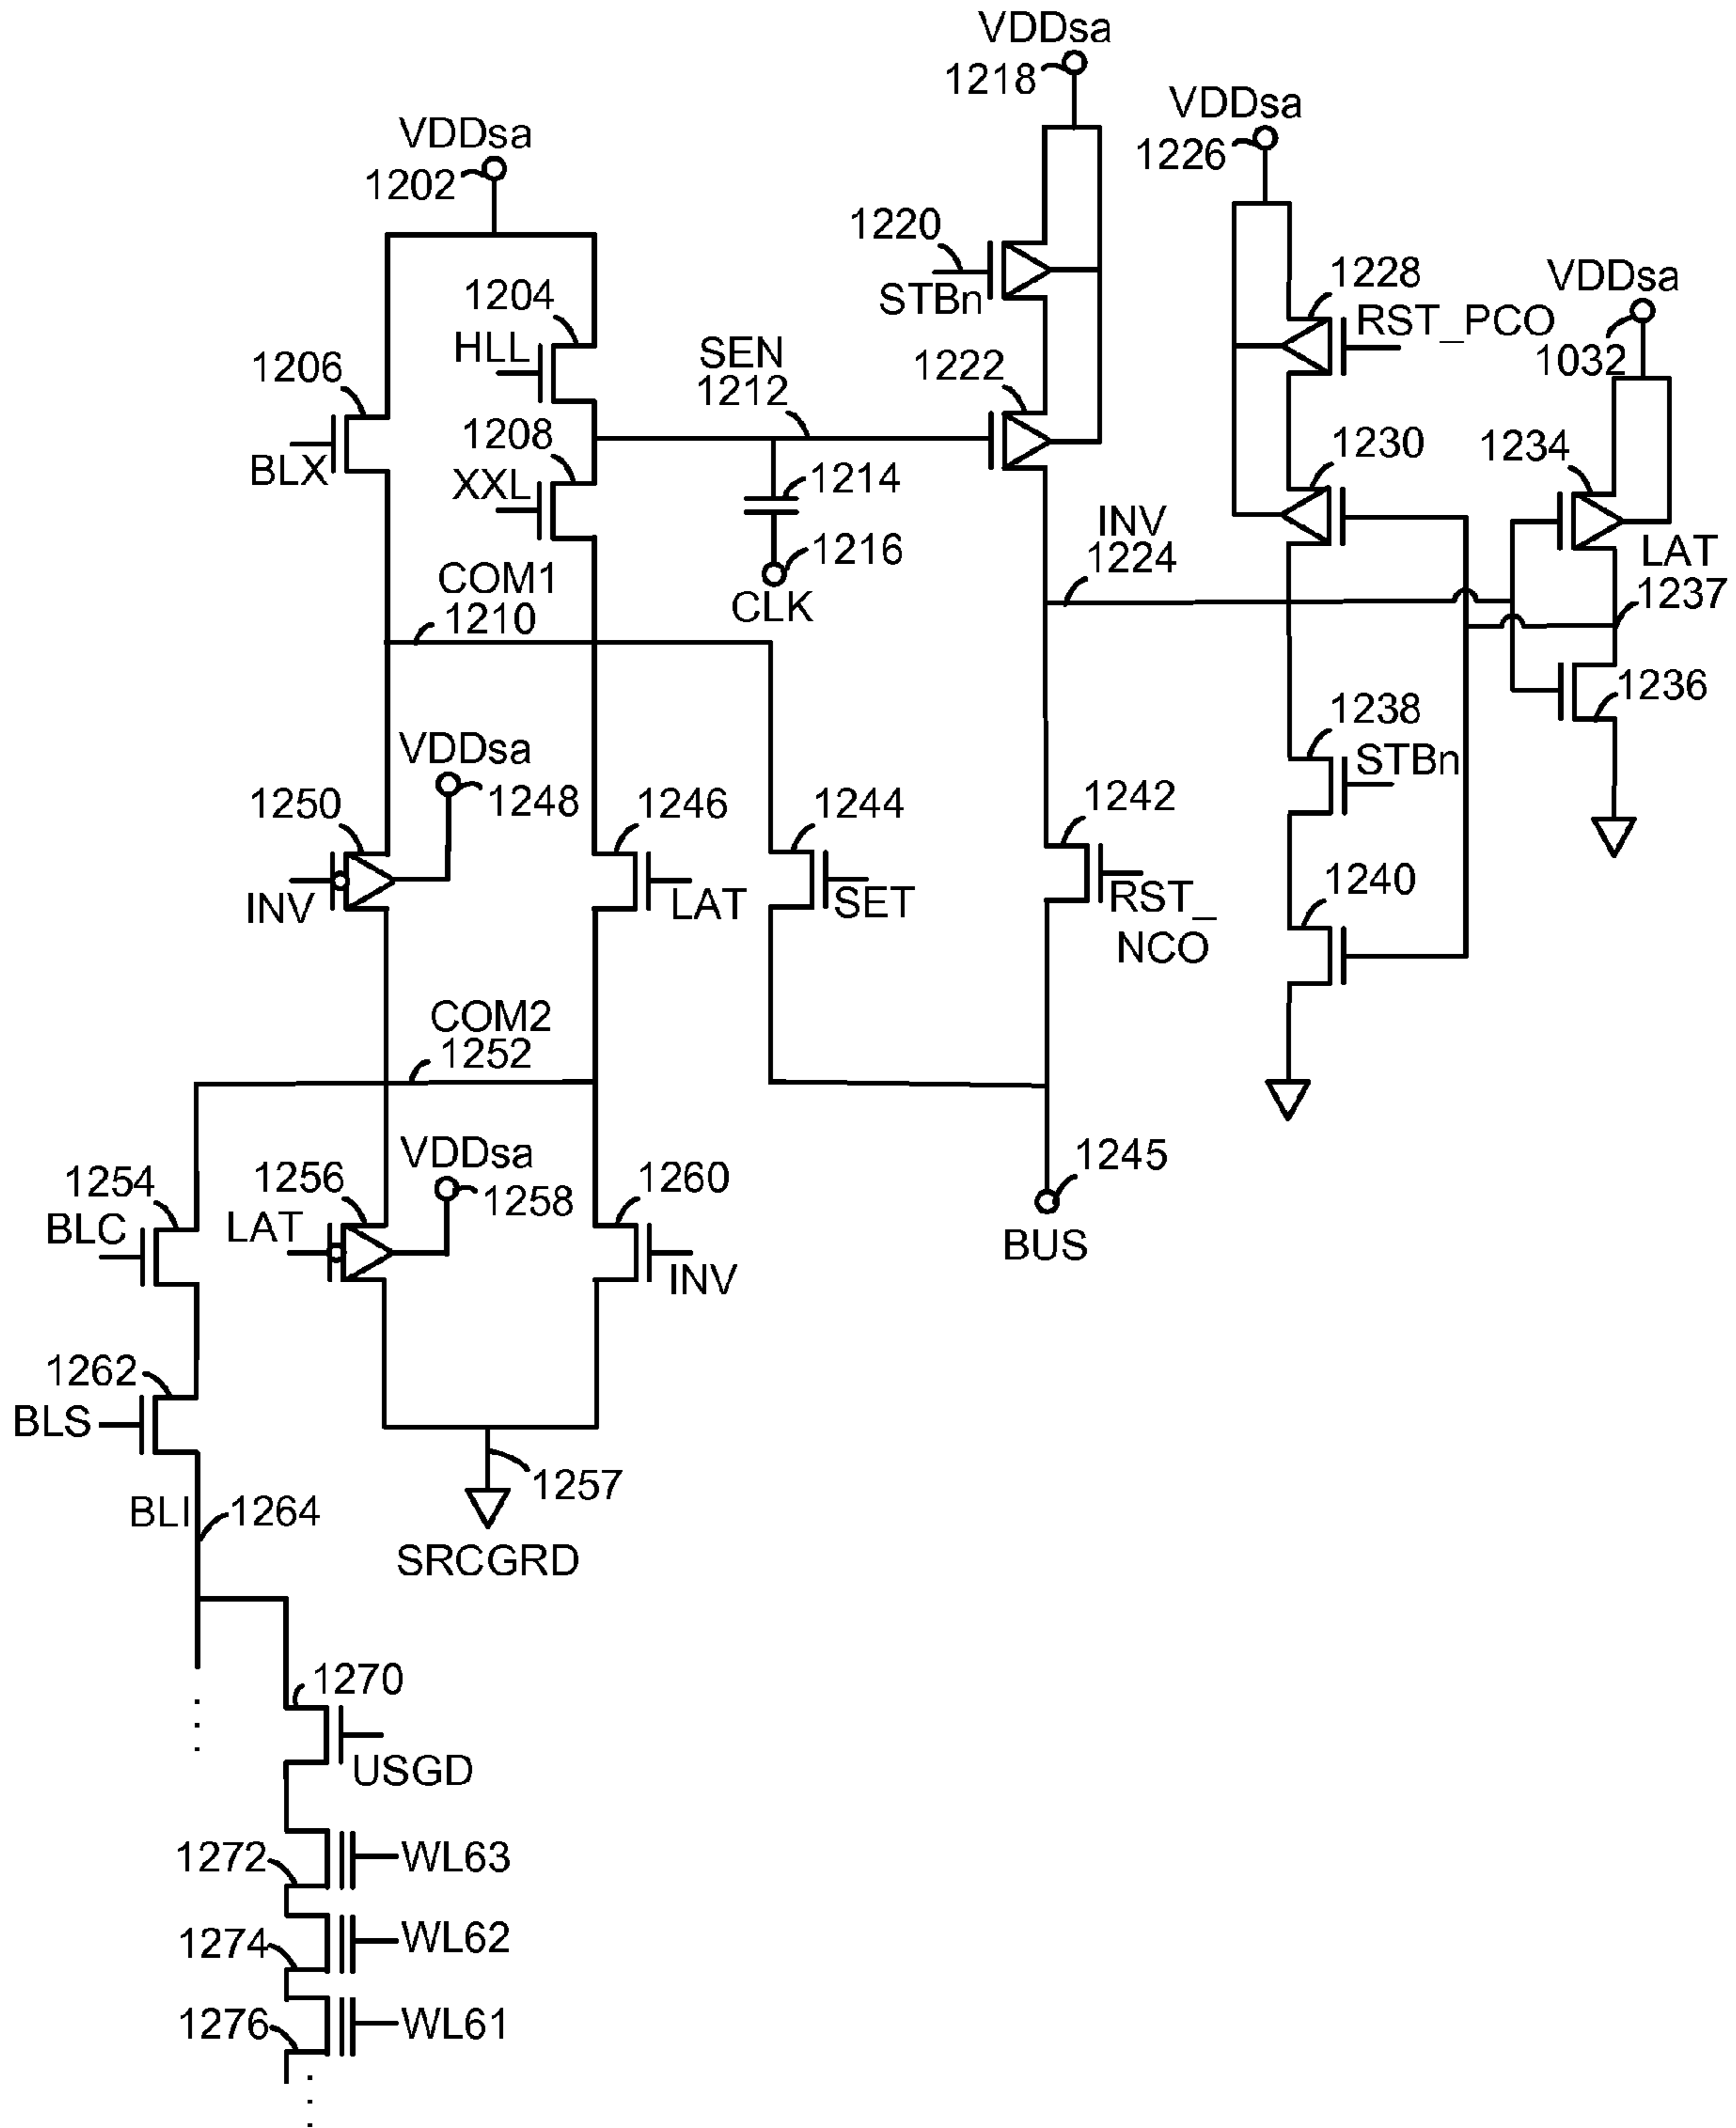 VDDsa
1218
VDDsa
1226
VDDsa
1202
1220
STBn
1204
HLL
1228
RST_PCO
VDDsa
1032
1206
BLX
SEN
1212
1222
1208
XXL
1230
1234
1214
1216
CLK
INV
1224
LAT
1237
COM1
1210
1236
1238
STBn
VDDsa
1248
1250
INV
1246
LAT
1244
SET
1242
RST_
NCO
1240
COM2
1252
1254
BLC
1256
LAT
VDDsa
1258
1260
INV
1245
BUS
1262
BLS
1257
SRCGRD
BLI
1264
1270
USGD
1272
WL63
1274
WL62
1276
WL61